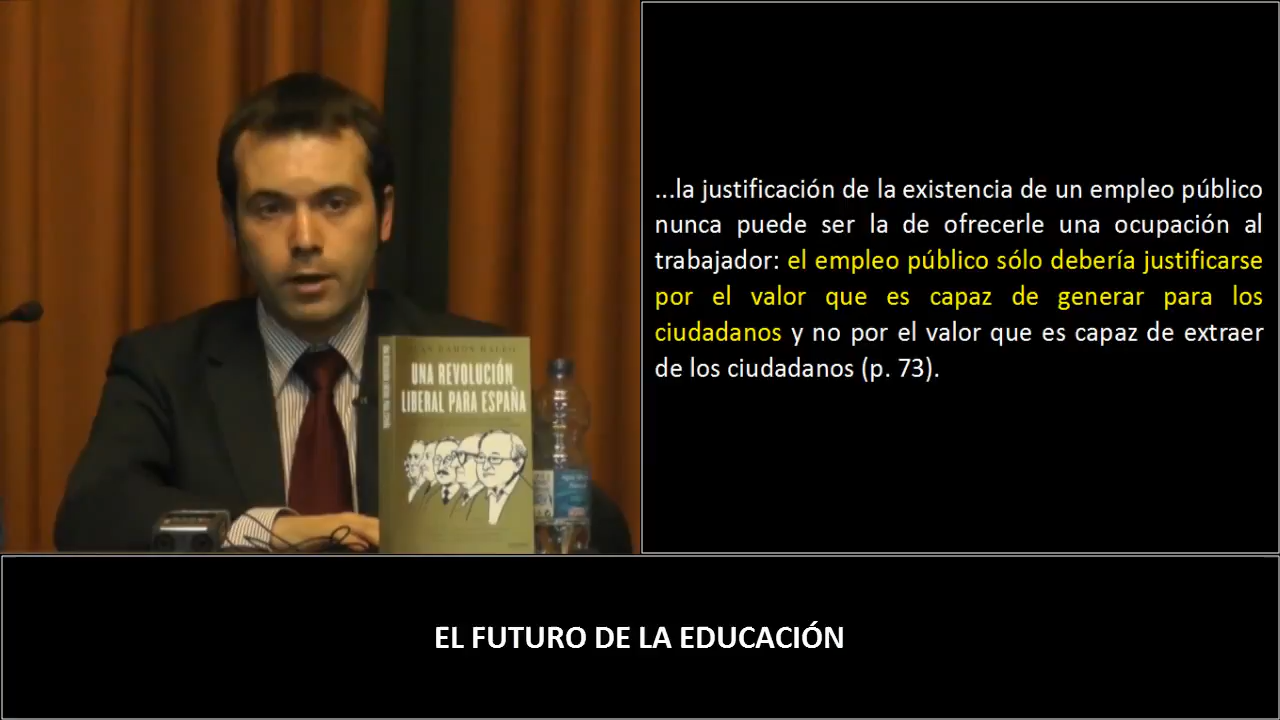 ...la justificación de la existencia de un empleo público
nunca puede ser la de ofrecerle una ocupación al
trabajador: el empleo público sólo debería justificarse
por el valor que es capaz de generar para los
ciudadanos y no por el valor que es capaz de extraer
de los ciudadanos (p. 73).
UNA REVOLUCIÓN
LIBERAL PARA ESPAÑA
EL FUTURO DE LA EDUCACIÓN